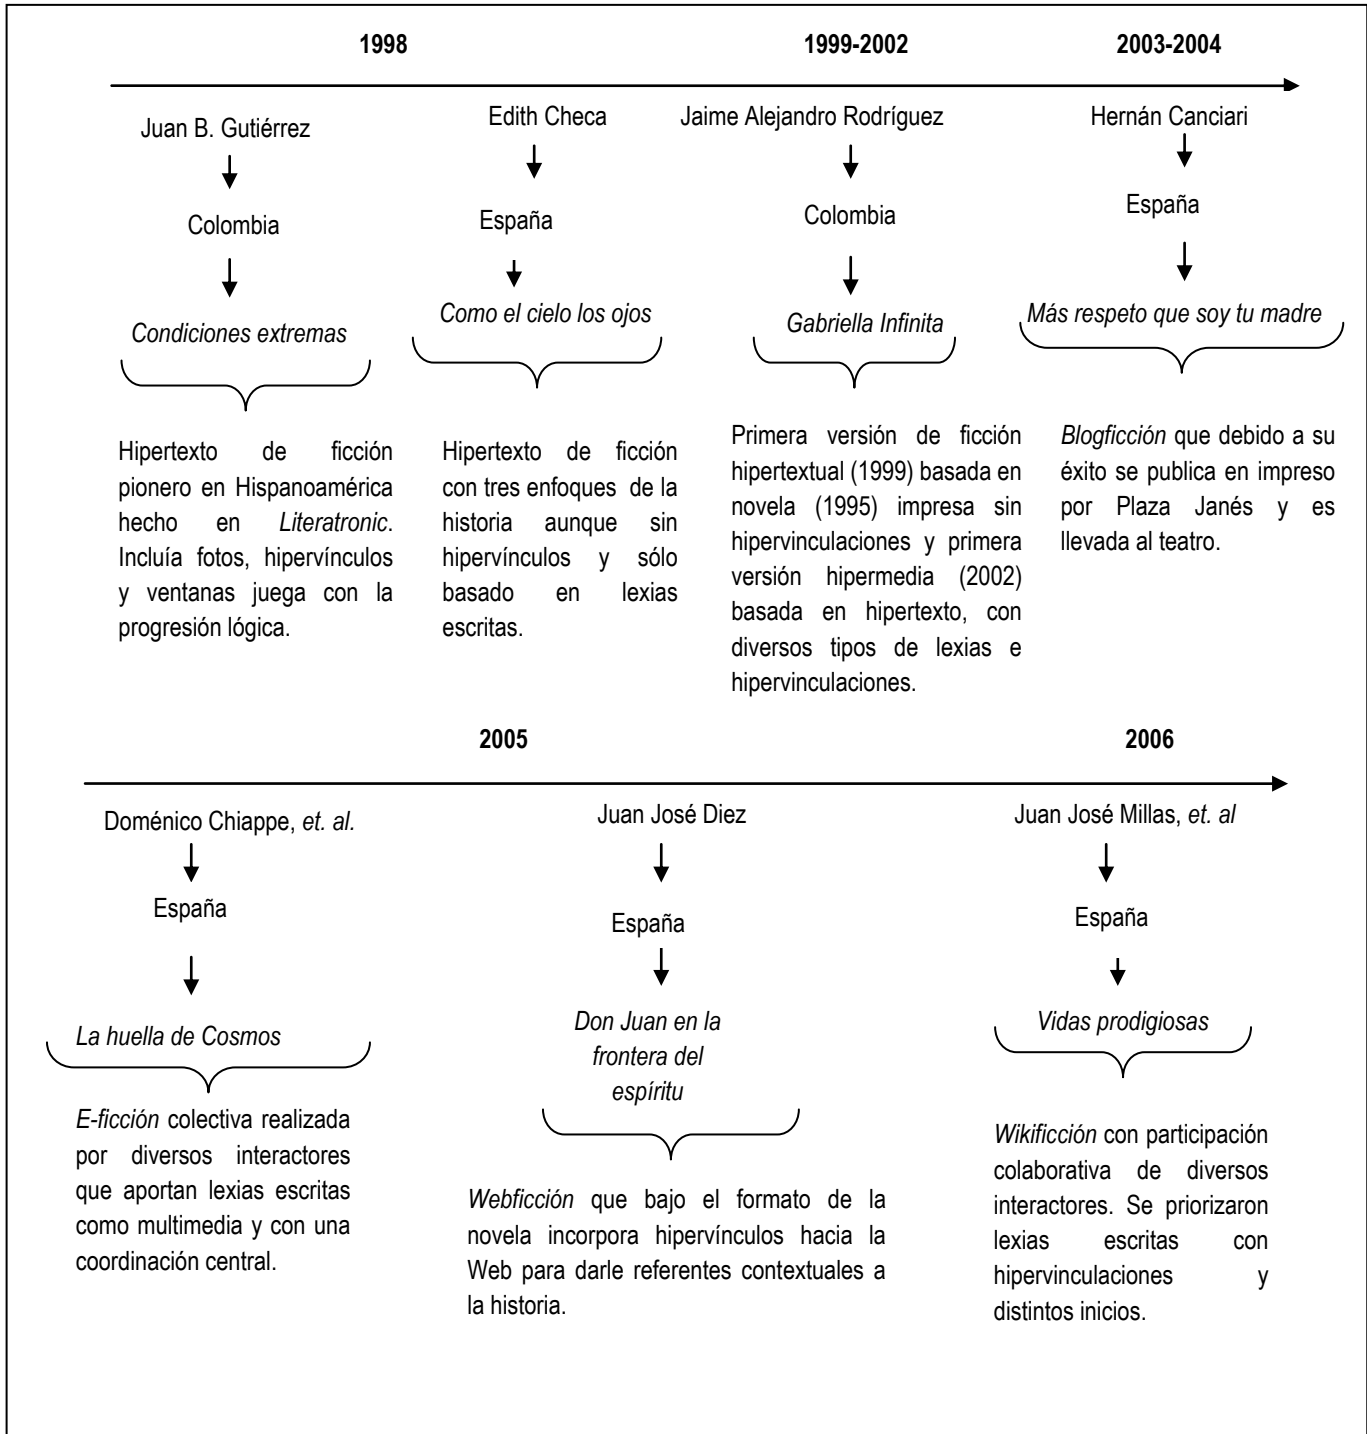 1998
1999-2002
2003-2004
Juan B. Gutiérrez
Colombia
Condiciones extremas
Hipertexto de ficción
pionero en Hispanoamérica
hecho en Literatronic.
Incluía fotos, hipervínculos
y ventanas juega con la
progresión lógica.
Edith Checa
España
Como el cielo los ojos
Hipertexto de ficción
con tres enfoques de la
historia aunque sin
hipervínculos y sólo
basado en lexias
escritas.
Jaime Alejandro Rodríguez
Colombia
Gabriella Infinita
Primera versión de ficción
hipertextual (1999) basada en
novela (1995) impresa sin
hipervinculaciones y primera
versión hipermedia (2002)
basada en hipertexto, con
diversos tipos de lexias e
hipervinculaciones.
Hernán Canciari
España
Más respeto que soy tu madre
Blogficción que debido a su
éxito se publica en impreso
por Plaza Janés y es
llevada al teatro.
2005
2006
Doménico Chiappe, et. al.
España
La huella de Cosmos
E-ficción colectiva realizada
por diversos interactores
que aportan lexias escritas
como multimedia y con una
coordinación central.
Juan José Diez
España
Don Juan en la
frontera del
espíritu
Webficción que bajo el formato de la
novela incorpora hipervínculos hacia la
Web para darle referentes contextuales a
la historia.
Juan José Millas, et. al
España
Vidas prodigiosas
Wikificción con participación
colaborativa de diversos
interactores. Se priorizaron
lexias escritas con
hipervinculaciones y
distintos inicios.